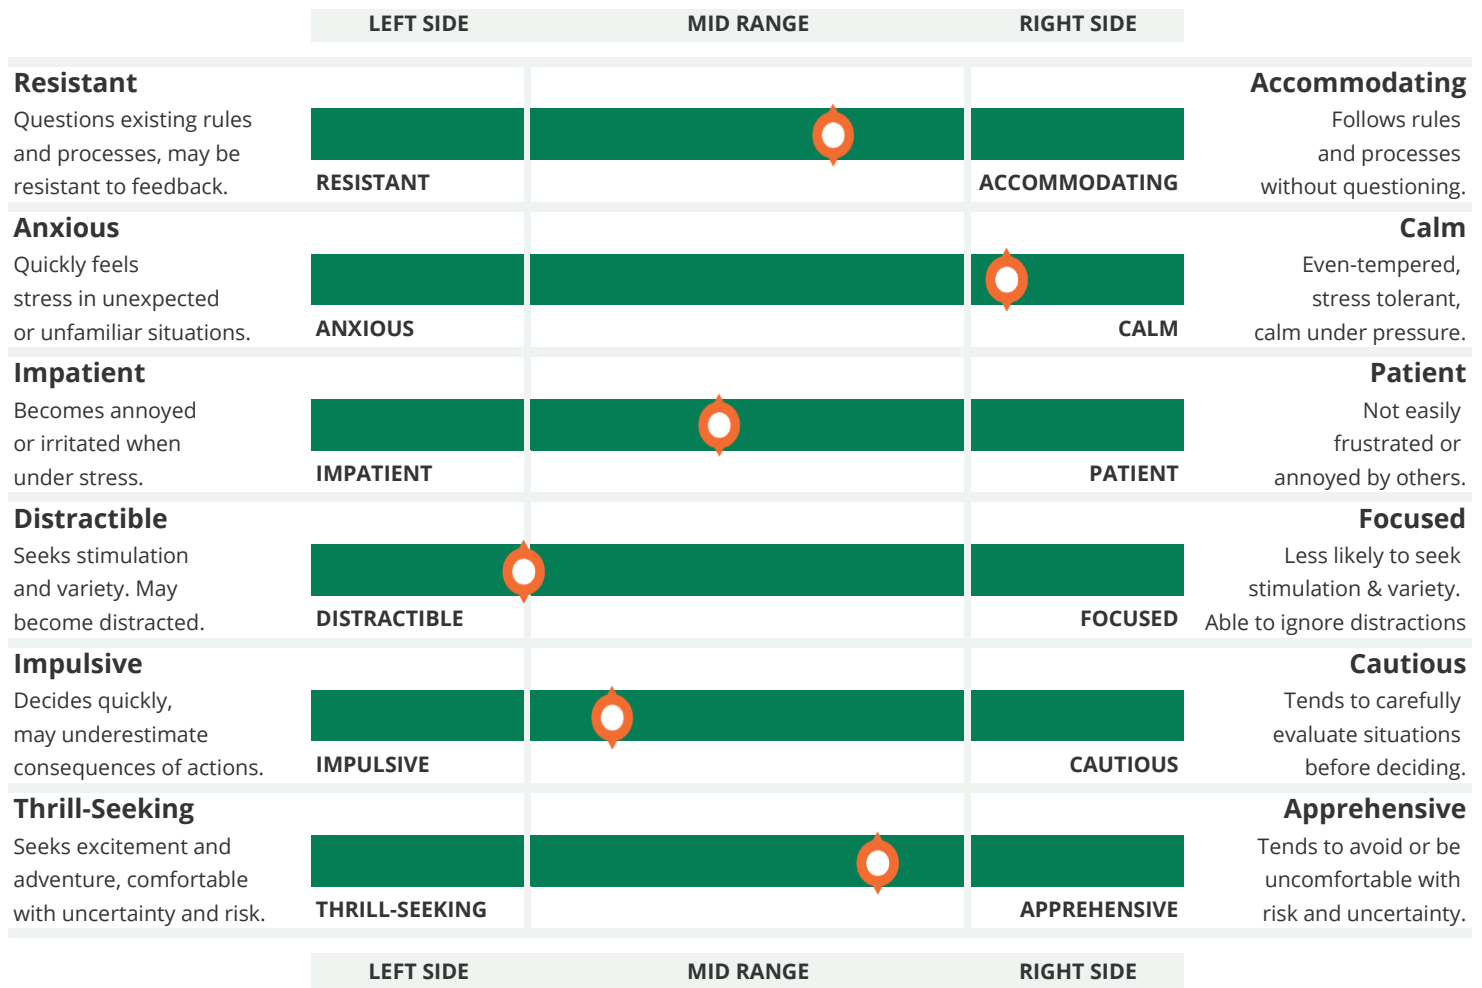 LEFT SIDE MID RANGE RIGHT SIDE
Resistant
Questions existing rules
and processes, may be
resistant to feedback.
RESISTANT
ACCOMMODATING
Accommodating
Follows rules
and processes
without questioning.
Anxious
Quickly feels
stress in unexpected
or unfamiliar situations.
ANXIOUS
CALM
Calm
Even-tempered,
stress tolerant,
calm under pressure.
Impatient
Becomes annoyed
or irritated when
under stress.
IMPATIENT
PATIENT
Patient
Not easily
frustrated or
annoyed by others.
Distractible
Seeks stimulation
and variety. May
become distracted.
DISTRACTIBLE
FOCUSED
Focused
Less likely to seek
stimulation & variety.
Able to ignore distractions
Impulsive
Decides quickly,
may underestimate
consequences of actions.
IMPULSIVE
CAUTIOUS
Cautious
Tends to carefully
evaluate situations
before deciding.
Thrill-Seeking
Seeks excitement and
adventure, comfortable
with uncertainty and risk.
THRILL-SEEKING
APPREHENSIVE
Apprehensive
Tends to avoid or be
uncomfortable with
risk and uncertainty.
LEFT SIDE MID RANGE RIGHT SIDE